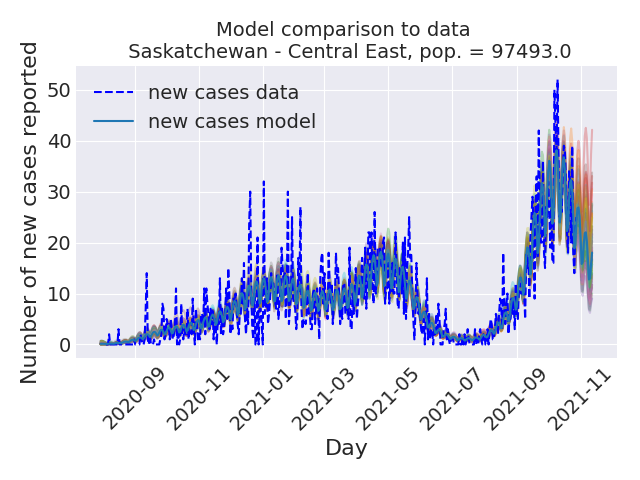 Model comparison to data
Saskatchewan - Central East, pop. = 97493.0
Number of new cases reported
50
40
30
20
10
0
new cases data
new cases model
2020-09
2020-11
2021-01
2021-03
2021-05
2021-07
2021-09
2021-11
Day